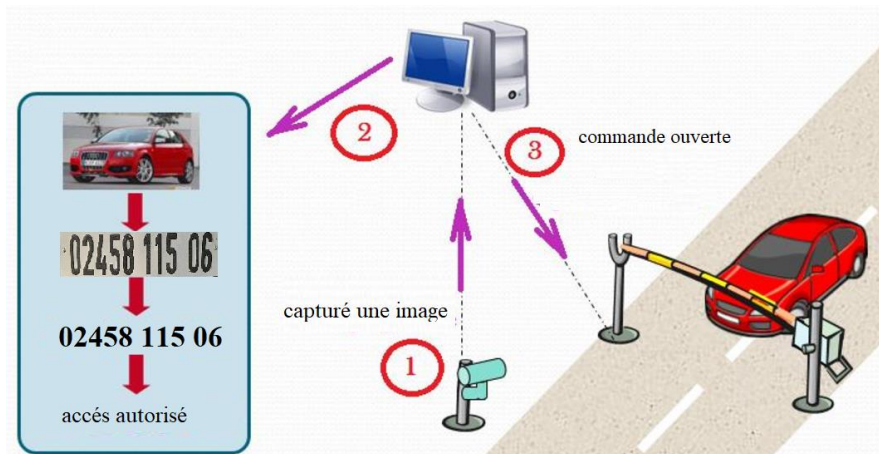 2
3
commande ouverte
02458 115 06
capturé une image
02458 115 06
1
accés autorisé